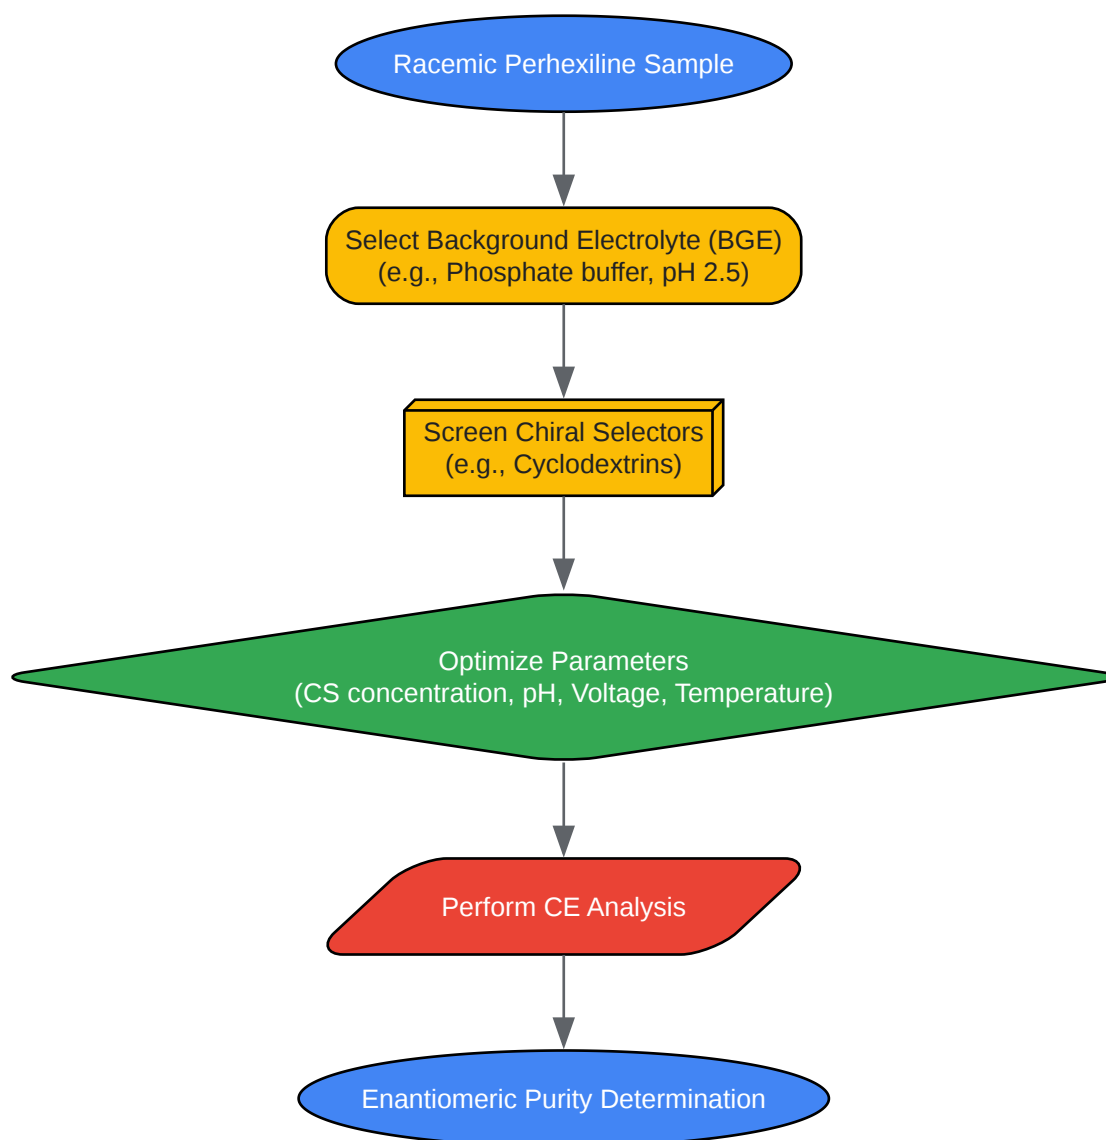 Racemic Perhexiline Sample
Select Background Electrolyte (BGE)
(e.g., Phosphate buffer, pH 2.5)
Screen Chiral Selectors
(e.g., Cyclodextrins)
Optimize Parameters
(CS concentration, pH, Voltage, Temperature)
Perform CE Analysis
Enantiomeric Purity Determination